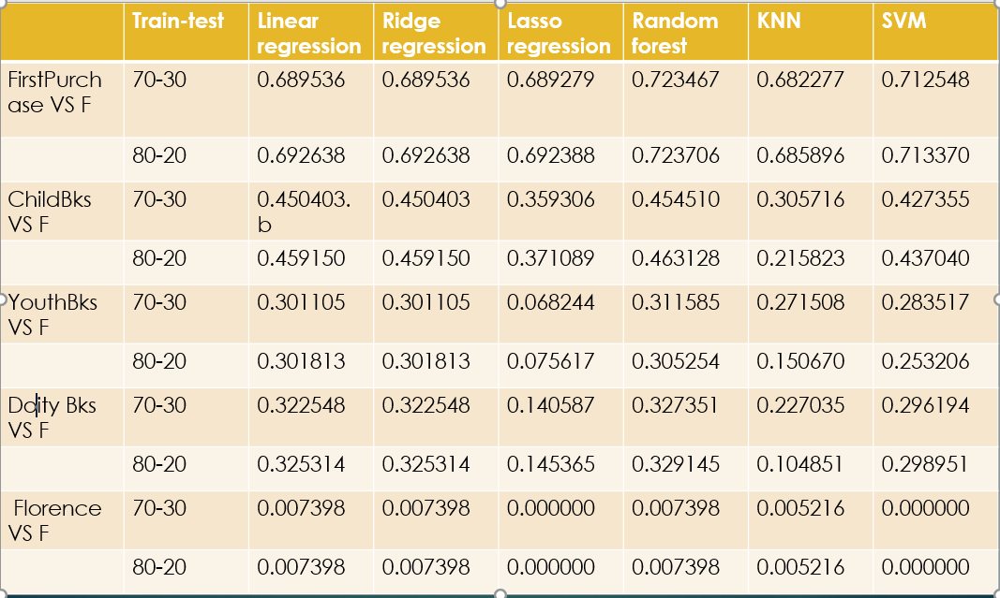 Train-test Linear regression Ridge regression Lasso regression Random forest KNN SVM
FirstPurchase VS F 70-30 0.689536 0.689536 0.689279 0.723467 0.682277 0.712548
80-20 0.692638 0.692638 0.692388 0.723706 0.685896 0.713370
ChildBks VS F 70-30 0.450403.b 0.450403 0.359306 0.454510 0.305716 0.427355
80-20 0.459150 0.459150 0.371089 0.463128 0.215823 0.437040
YouthBks VS F 70-30 0.301105 0.301105 0.068244 0.311585 0.271508 0.283517
80-20 0.301813 0.301813 0.075617 0.305254 0.150670 0.253206
Bks VS F 70-30 0.322548 0.322548 0.140587 0.327351 0.227035 0.296194
80-20 0.325314 0.325314 0.145365 0.329145 0.104851 0.298951
Florence VS F 70-30 0.007398 0.007398 0.000000 0.007398 0.005216 0.000000
80-20 0.007398 0.007398 0.000000 0.007398 0.005216 0.000000